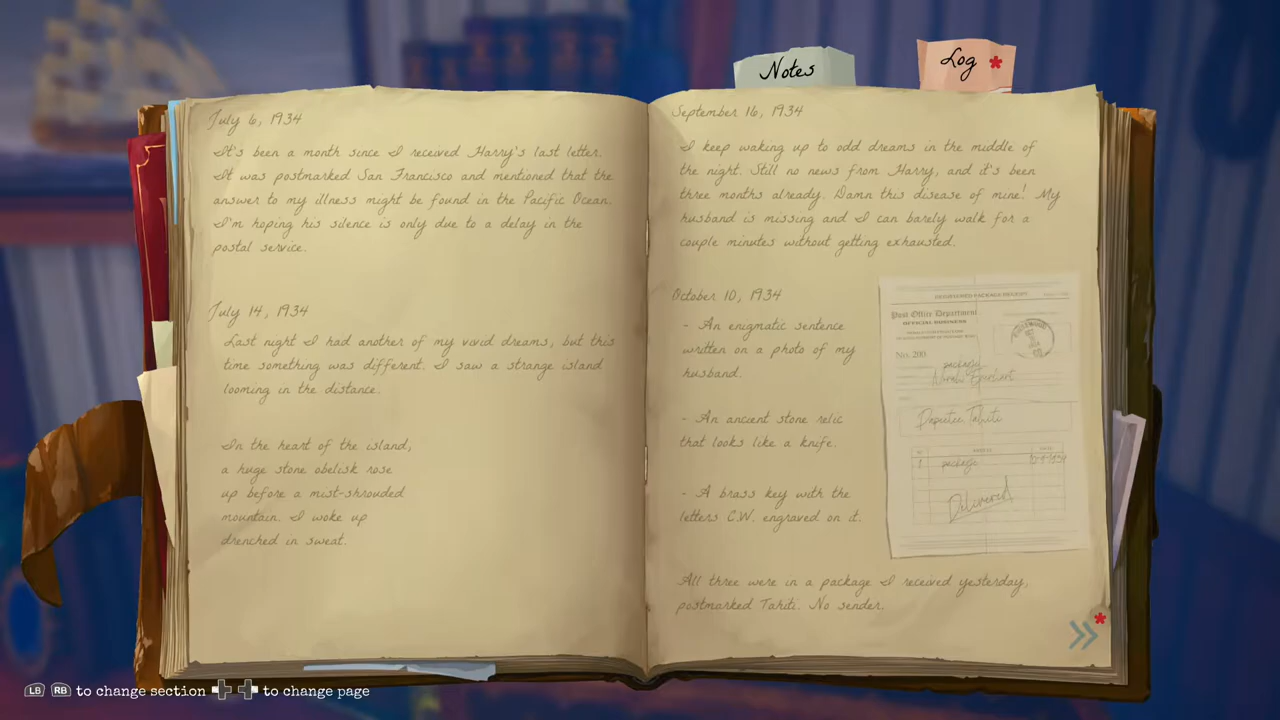 Notes
Log *
July 6, 1934
It's been a month since I received Harry's last letter.
It was postmarked San Francisco and mentioned that the
answer to my illness might be found in the Pacific Ocean.
I'm hoping his silence is only due to a delay in the
postal service.
July 14, 1934
Last night I had another of my vivid dreams, but this
time something was different. I saw a strange island
looming in the distance.
In the heart of the island,
a huge stone obelisk rose
up before a mist-shrouded
mountain. I woke up
drenched in sweat.
September 16, 1934
I keep waking up to odd dreams in the middle of
the night. Still no news from Harry, and it's been
three months already. Damn this disease of mine! My
husband is missing and I can barely walk for a
couple minutes without getting exhausted.
October 10, 1934
- An enigmatic sentence
written on a photo of my
husband.
- An ancient stone relic
that looks like a knife.
- A brass key with the
letters C.W. engraved on it.
Post Office Department
OFFICIAL BUSINESS
No. 200
package
Papeetee Tahiti
1 package
Delivered
All three were in a package I received yesterday,
postmarked Tahiti. No sender.
*
LB RB to change section to change page